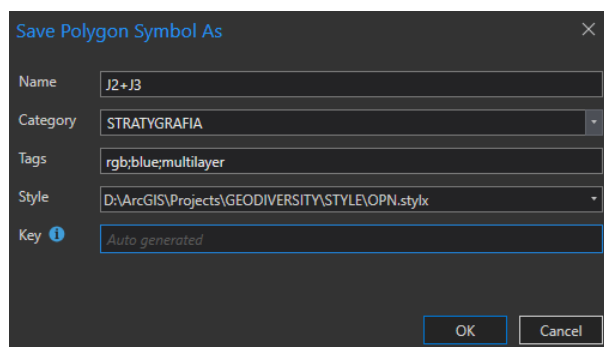 Save Polygon Symbol As
Name J2+J3
Category STRATYGRAFIA
Tags rgb;blue;multilayer
Style D:\ArcGIS\Projects\GEODIVERSITY\STYLE\OPN.stylx
Key Auto generated
OK Cancel